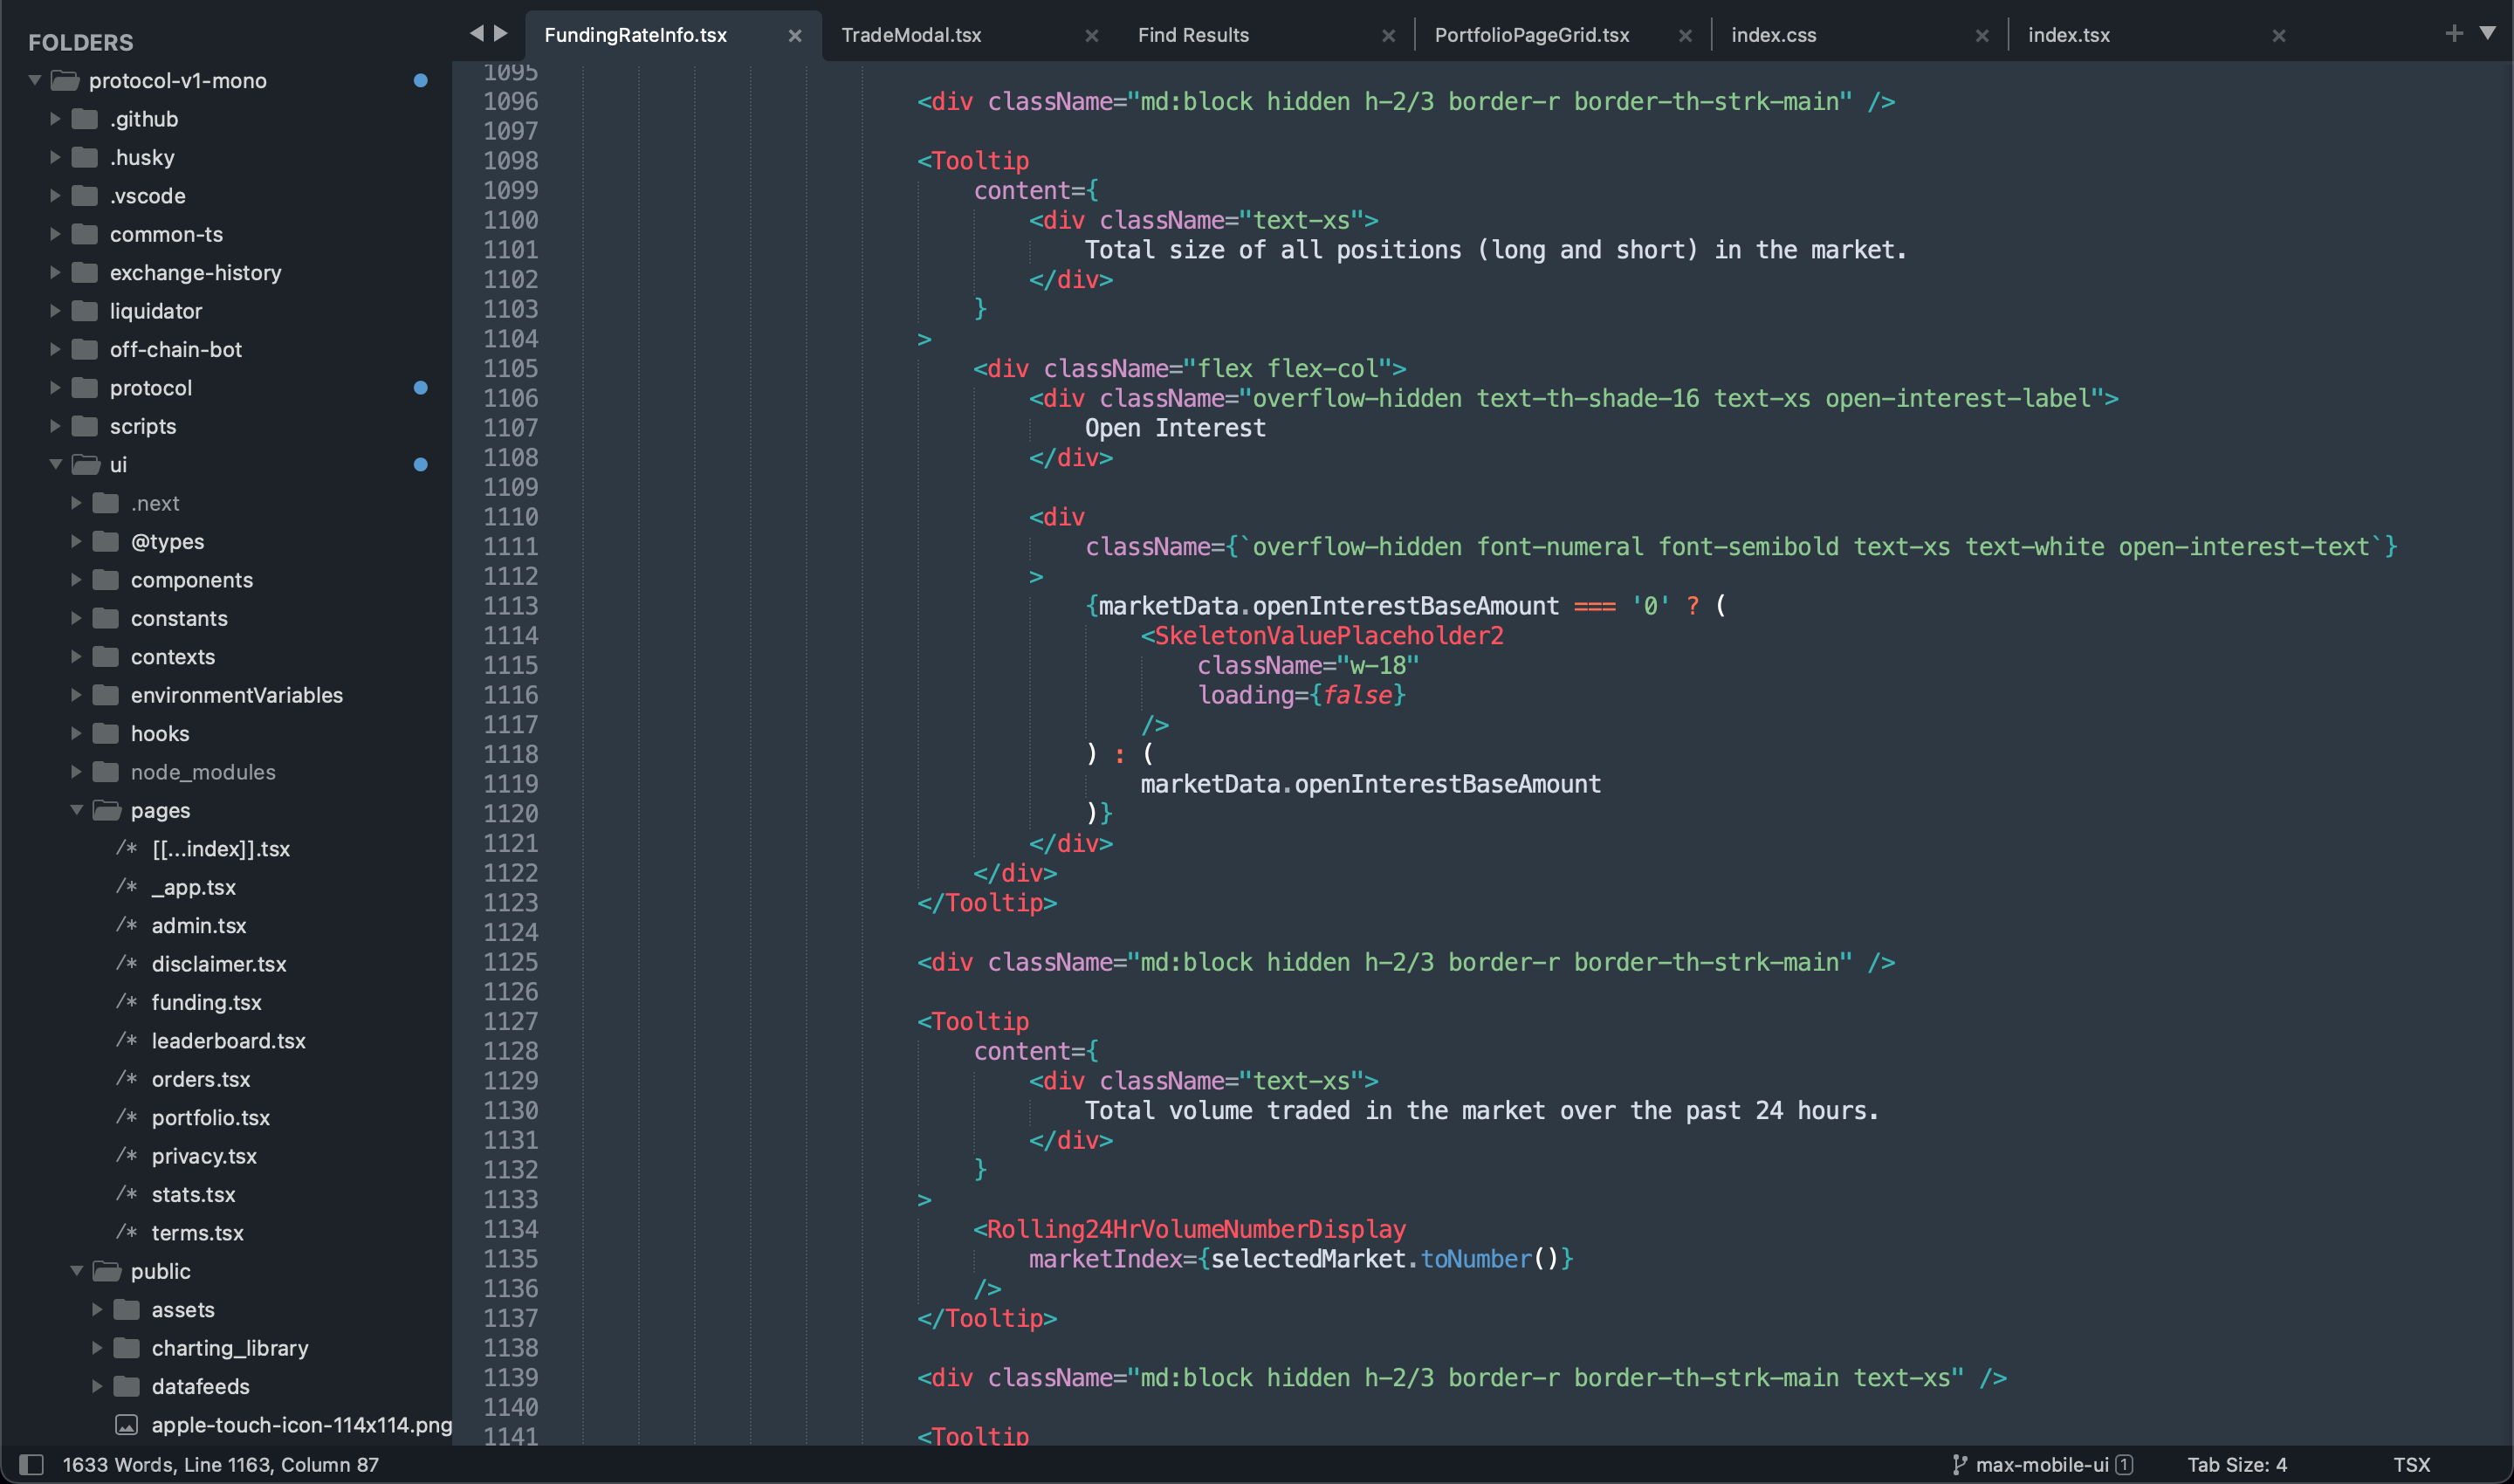 FOLDERS
protocol-v1-mono
.github
.husky
.vscode
common-ts
exchange-history
liquidator
off-chain-bot
protocol
scripts
ui
.next
@types
components
constants
contexts
environmentVariables
hooks
node_modules
pages
/* [[...index]].tsx
/* _app.tsx
/* admin.tsx
/* disclaimer.tsx
/* funding.tsx
/* leaderboard.tsx
/* orders.tsx
/* portfolio.tsx
/* privacy.tsx
/* stats.tsx
/* terms.tsx
public
assets
charting_library
datafeeds
apple-touch-icon-114x114.png
FundingRateInfo.tsx × TradeModal.tsx × Find Results × PortfolioPageGrid.tsx × index.css × index.tsx × +
1095
1096 <div className="md:block hidden h-2/3 border-r border-th-strk-main" />
1097
1098 <Tooltip
1099 content={
1100 <div className="text-xs">
1101 Total size of all positions (long and short) in the market.
1102 </div>
1103 }
1104 >
1105 <div className="flex flex-col">
1106 <div className="overflow-hidden text-th-shade-16 text-xs open-interest-label">
1107 Open Interest
1108 </div>
1109
1110 <div
1111 className={`overflow-hidden font-numeral font-semibold text-xs text-white open-interest-text`}
1112 >
1113 {marketData.openInterestBaseAmount === '0' ? (
1114 <SkeletonValuePlaceholder2
1115 className="w-18"
1116 loading={false}
1117 />
1118 ) : (
1119 marketData.openInterestBaseAmount
1120 )}
1121 </div>
1122 </div>
1123 </Tooltip>
1124
1125 <div className="md:block hidden h-2/3 border-r border-th-strk-main" />
1126
1127 <Tooltip
1128 content={
1129 <div className="text-xs">
1130 Total volume traded in the market over the past 24 hours.
1131 </div>
1132 }
1133 >
1134 <Rolling24HrVolumeNumberDisplay
1135 marketIndex={selectedMarket.toNumber()}
1136 />
1137 </Tooltip>
1138
1139 <div className="md:block hidden h-2/3 border-r border-th-strk-main text-xs" />
1140
1141 <Tooltip
1633 Words, Line 1163, Column 87
max-mobile-ui 1
Tab Size: 4
TSX